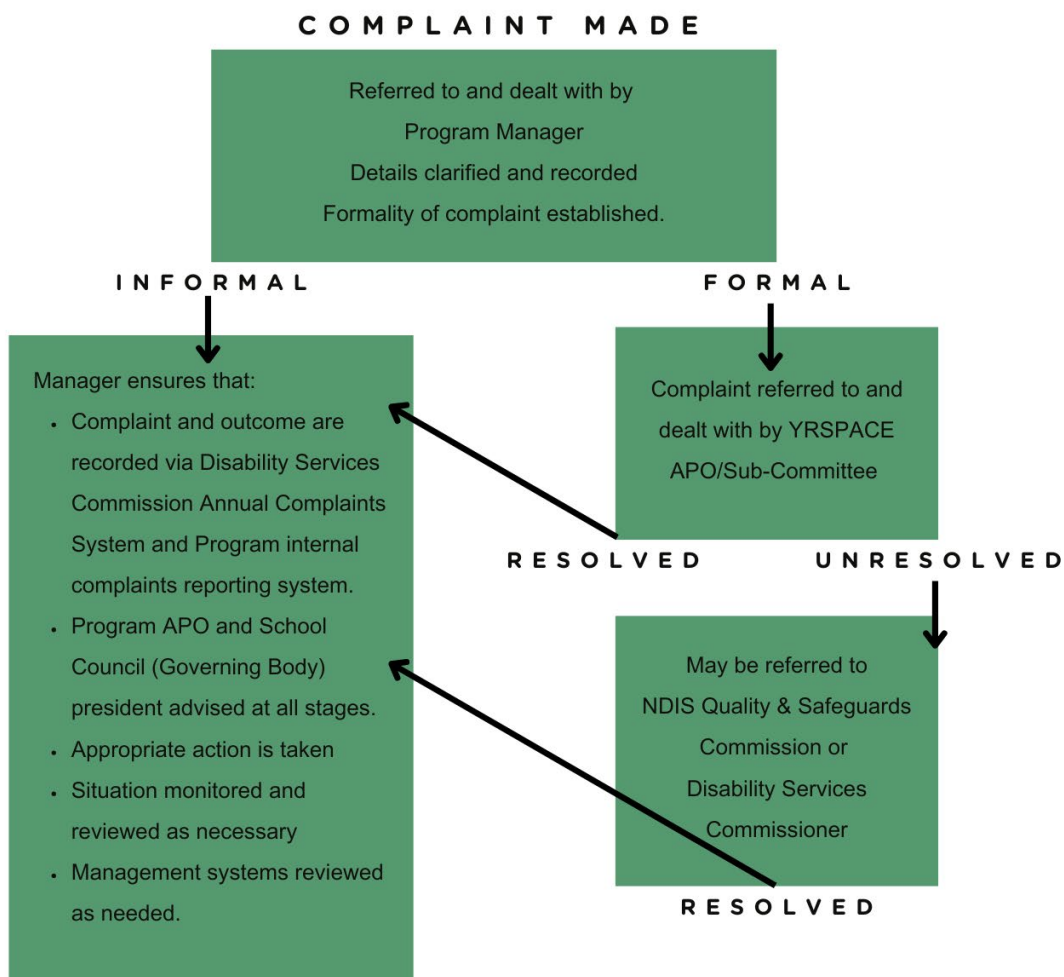 COMPLAINT MADE
Referred to and dealt with by
Program Manager
Details clarified and recorded
Formality of complaint established.
INFORMAL
FORMAL
Manager ensures that:
• Complaint and outcome are
recorded via Disability Services
Commission Annual Complaints
System and Program internal
complaints reporting system.
• Program APO and School
Council (Governing Body)
president advised at all stages.
• Appropriate action is taken
• Situation monitored and
reviewed as necessary
• Management systems reviewed
as needed.
Complaint referred to and
dealt with by YRSPACE
APO/Sub-Committee
RESOLVED
UNRESOLVED
May be referred to
NDIS Quality & Safeguards
Commission or
Disability Services
Commissioner
RESOLVED